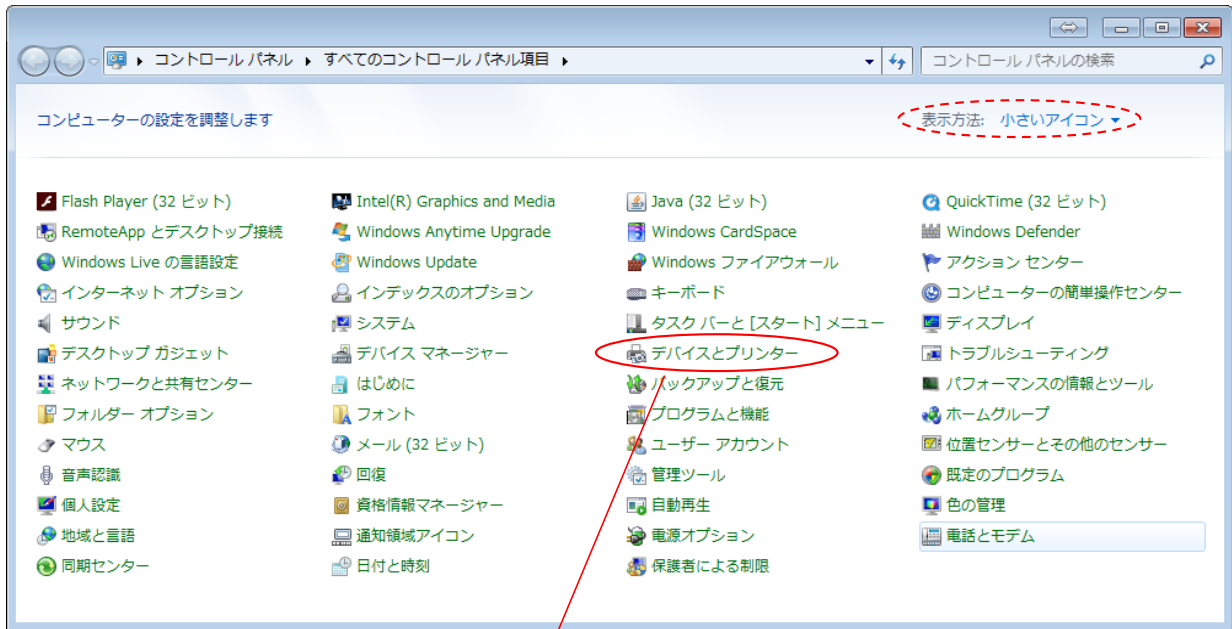 コントロール パネル ▸ すべてのコントロール パネル項目 ▸ コントロール パネルの検索
コンピューターの設定を調整します 表示方法: 小さいアイコン
Flash Player (32 ビット) Intel(R) Graphics and Media Java (32 ビット) QuickTime (32 ビット)
RemoteApp とデスクトップ接続 Windows Anytime Upgrade Windows CardSpace Windows Defender
Windows Live の言語設定 Windows Update Windows ファイアウォール アクション センター
インターネット オプション インデックスのオプション キーボード コンピューターの簡単操作センター
サウンド システム タスク バーと [スタート] メニュー ディスプレイ
デスクトップ ガジェット デバイス マネージャー デバイスとプリンター トラブルシューティング
ネットワークと共有センター はじめに バックアップと復元 パフォーマンスの情報とツール
フォルダー オプション フォント プログラムと機能 ホームグループ
マウス メール (32 ビット) ユーザー アカウント 位置センサーとその他のセンサー
音声認識 回復 管理ツール 既定のプログラム
個人設定 資格情報マネージャー 自動再生 色の管理
地域と言語 通知領域アイコン 電源オプション 電話とモデム
同期センター 日付と時刻 保護者による制限